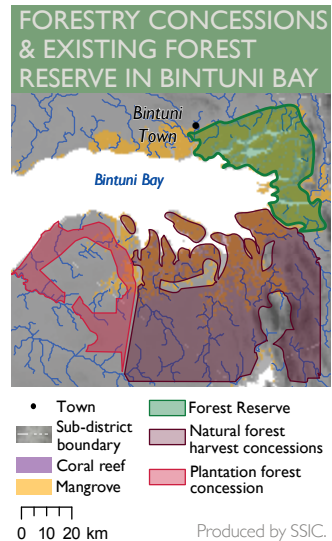 FORESTRY CONCESSIONS
& EXISTING FOREST
RESERVE IN BINTUNI BAY
Bintuni
Town
Bintuni Bay
Town
Sub-district
boundary
Coral reef
Mangrove
Forest Reserve
Natural forest
harvest concessions
Plantation forest
concession
0 10 20 km
Produced by SSIC.